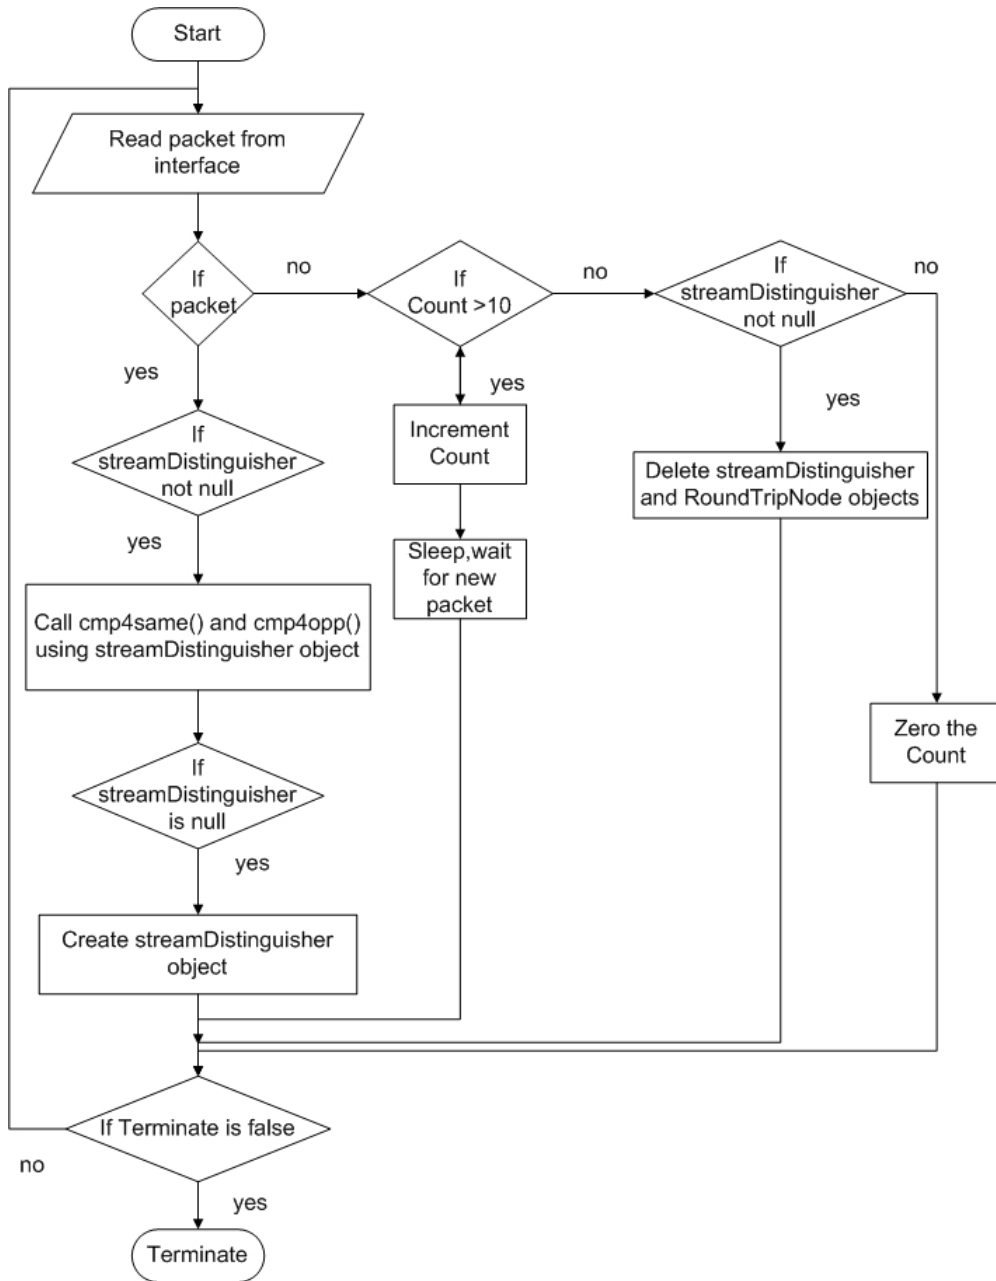 Start
Read packet from
interface
If
packet
no
If
Count >10
no
If
streamDistinguisher
not null
no
yes
yes
yes
If
streamDistinguisher
not null
Increment
Count
Delete streamDistinguisher
and RoundTripNode objects
yes
Sleep,wait
for new
packet
Call cmp4same() and cmp4opp()
using streamDistinguisher object
Zero the
Count
If
streamDistinguisher
is null
yes
Create streamDistinguisher
object
If Terminate is false
no
yes
Terminate